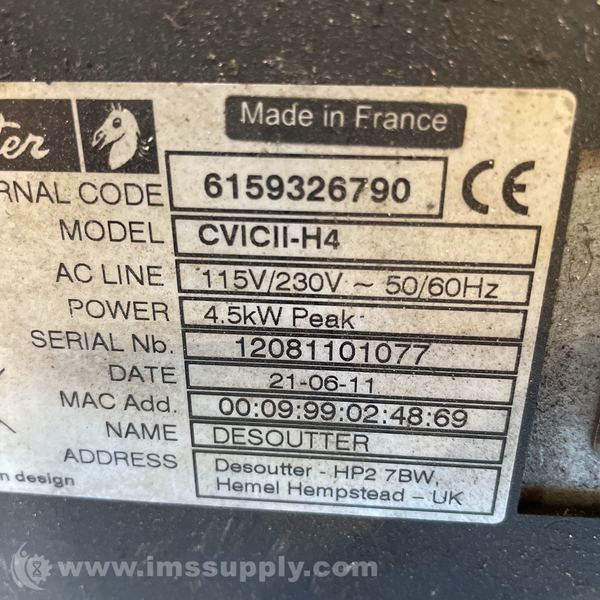 Made in France
6159326790 CE
MODEL CVICII-H4
AC LINE 115V/230V ~ 50/60Hz
POWER 4.5kW Peak
SERIAL Nb. 12081101077
DATE 21-06-11
MAC Add. 00:09:99:02:48:69
NAME DESOUTTER
ADDRESS Desoutter - HP2 7BW,
Hemel Hempstead - UK
design
www.imssupply.com